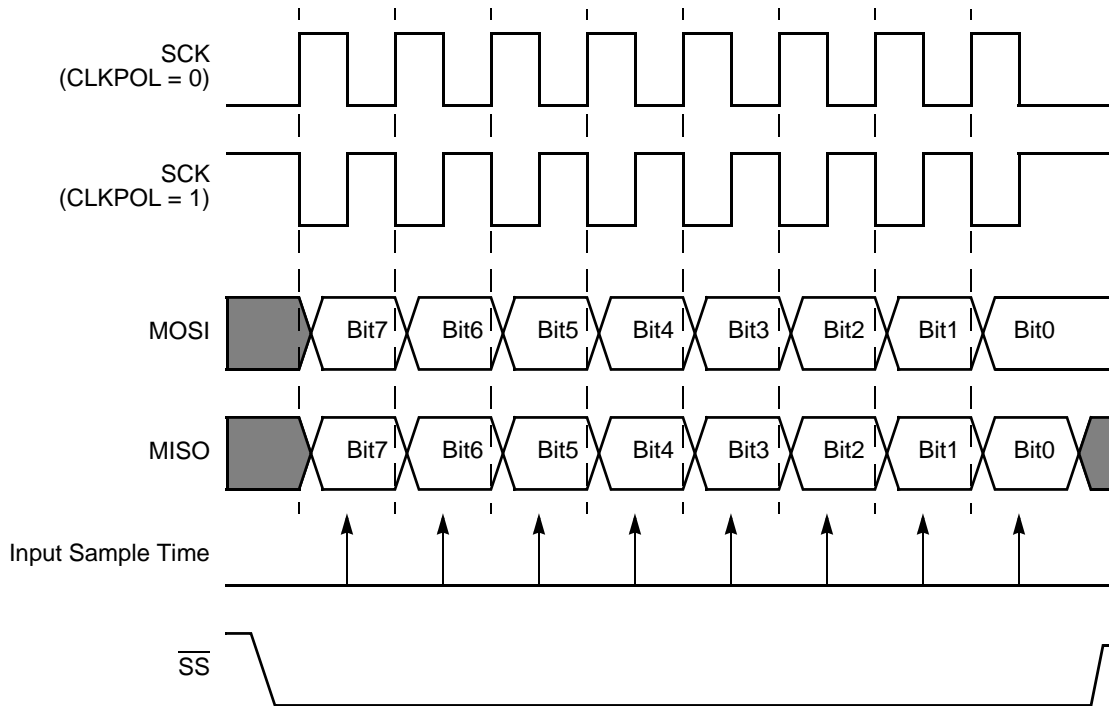 SCK
(CLKPOL = 0)
SCK
(CLKPOL = 1)
MOSI
Bit7 Bit6 Bit5 Bit4 Bit3 Bit2 Bit1 Bit0
MISO
Bit7 Bit6 Bit5 Bit4 Bit3 Bit2 Bit1 Bit0
Input Sample Time
SS